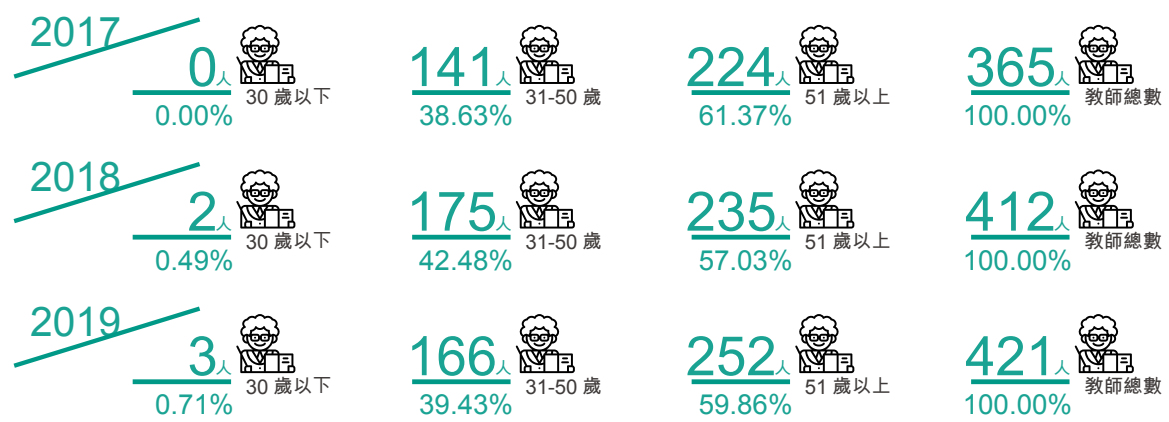 2017
0人 30 歲以下 0.00%
141人 31-50 歲 38.63%
224人 51 歲以上 61.37%
365人 教師總數 100.00%
2018
2人 30 歲以下 0.49%
175人 31-50 歲 42.48%
235人 51 歲以上 57.03%
412人 教師總數 100.00%
2019
3人 30 歲以下 0.71%
166人 31-50 歲 39.43%
252人 51 歲以上 59.86%
421人 教師總數 100.00%